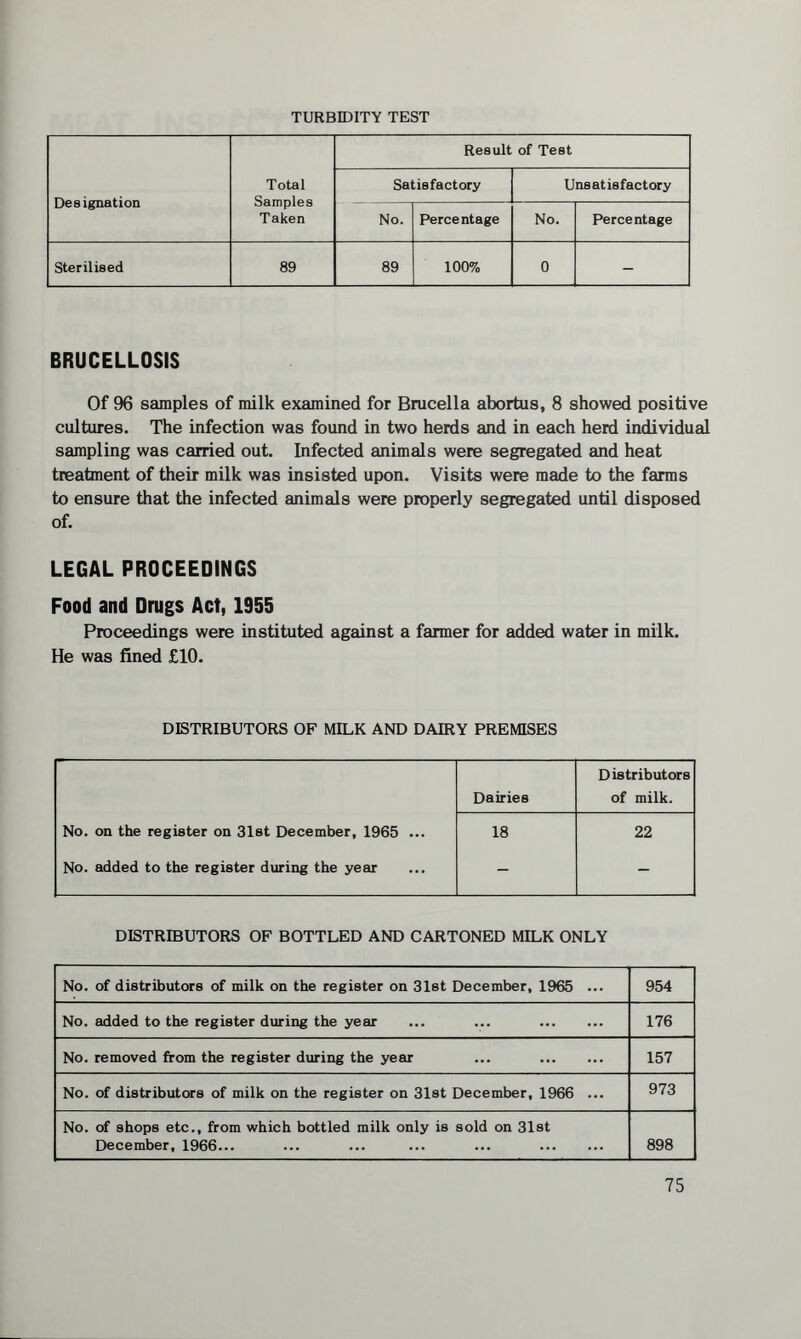 TURBIDITY TEST
Designation
Total Samples Taken
Result of Test
Satisfactory Unsatisfactory
No. Percentage No. Percentage
Sterilised 89 89 100% 0 —
BRUCELLOSIS
Of 96 samples of milk examined for Brucella abortus, 8 showed positive
cultures. The infection was found in two herds and in each herd individual
sampling was carried out. Infected animals were segregated and heat
treatment of their milk was insisted upon. Visits were made to the farms
to ensure that the infected animals were properly segregated until disposed
of.
LEGAL PROCEEDINGS
Food and Drugs Act, 1955
Proceedings were instituted against a farmer for added water in milk.
He was fined £10.
DISTRIBUTORS OF MILK AND DAIRY PREMISES
Dairies Distributors of milk.
No. on the register on 31st December, 1965 ... 18 22
No. added to the register during the year ... — —
DISTRIBUTORS OF BOTTLED AND CARTONED MILK ONLY
No. of distributors of milk on the register on 31st December, 1965 ... 954
No. added to the register during the year ... ... ... ... 176
No. removed from the register during the year ... ... ... 157
No. of distributors of milk on the register on 31st December, 1966 ... 973
No. of shops etc., from which bottled milk only is sold on 31st
December, 1966... ... ... ... ... ... ... 898
75